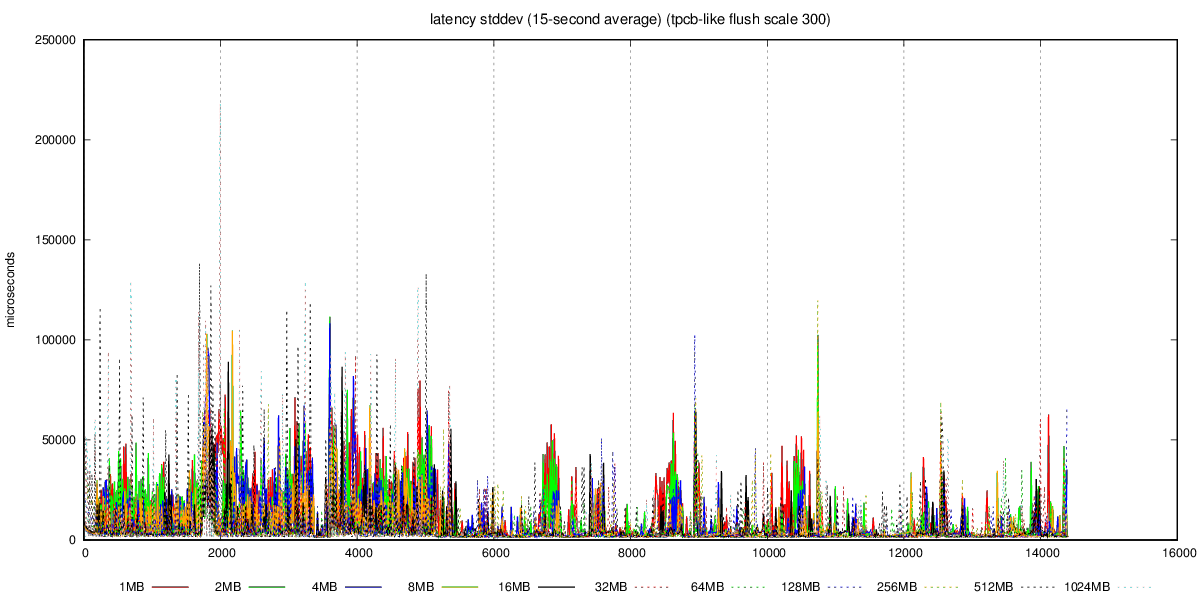 latency stddev (15-second average) (tpcb-like flush scale 300)
250000
200000
150000
100000
50000
0
microseconds
0 2000 4000 6000 8000 10000 12000 14000 16000
1MB 2MB 4MB 8MB 16MB 32MB 64MB 128MB 256MB 512MB 1024MB